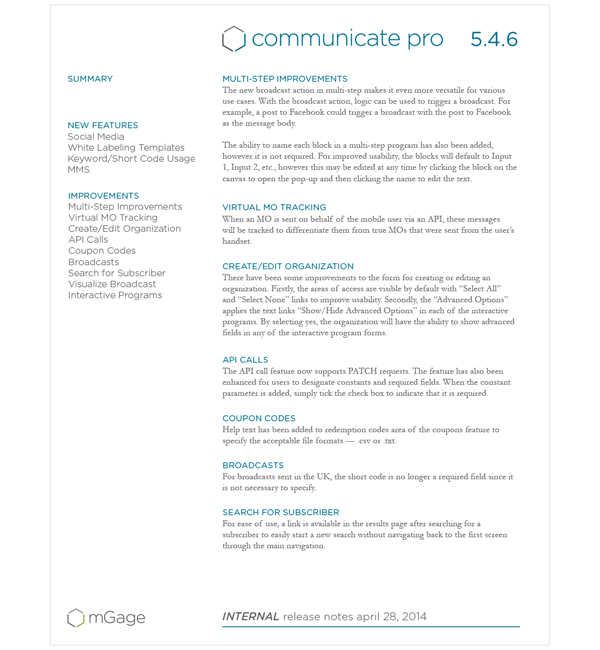 communicate pro 5.4.6
SUMMARY
NEW FEATURES
Social Media
White Labeling Templates
Keyword/Short Code Usage
MMS
IMPROVEMENTS
Multi-Step Improvements
Virtual MO Tracking
Create/Edit Organization
API Calls
Coupon Codes
Broadcasts
Search for Subscriber
Visualize Broadcast
Interactive Programs
MULTI-STEP IMPROVEMENTS
The new broadcast action in multi-step makes it even more versatile for various
use cases. With the broadcast action, logic can be used to trigger a broadcast. For
example, a post to Facebook could trigger a broadcast with the post to Facebook
as the message body.
The ability to name each block in a multi-step program has also been added,
however it is not required. For improved usability, the blocks will default to Input
1, Input 2, etc., however this may be edited at any time by clicking the block on the
canvas to open the pop-up and then clicking the name to edit the text.
VIRTUAL MO TRACKING
When an MO is sent on behalf of the mobile user via an API, these messages
will be tracked to differentiate them from true MOs that were sent from the user's
handset.
CREATE/EDIT ORGANIZATION
There have been some improvements to the form for creating or editing an
organization. Firstly, the areas of access are visible by default with “Select All”
and “Select None” links to improve usability. Secondly, the “Advanced Options”
applies the text links “Show/Hide Advanced Options” in each of the interactive
programs. By selecting yes, the organization will have the ability to show advanced
fields in any of the interactive program forms.
API CALLS
The API call feature now supports PATCH requests. The feature has also been
enhanced for users to designate constants and required fields. When the constant
parameter is added, simply tick the check box to indicate that it is required.
COUPON CODES
Help text has been added to redemption codes area of the coupons feature to
specify the acceptable file formats — .csv or .txt.
BROADCASTS
For broadcasts sent in the UK, the short code is no longer a required field since it
is not necessary to specify.
SEARCH FOR SUBSCRIBER
For ease of use, a link is available in the results page after searching for a
subscriber to easily start a new search without navigating back to the first screen
through the main navigation.
mGage
INTERNAL release notes april 28, 2014